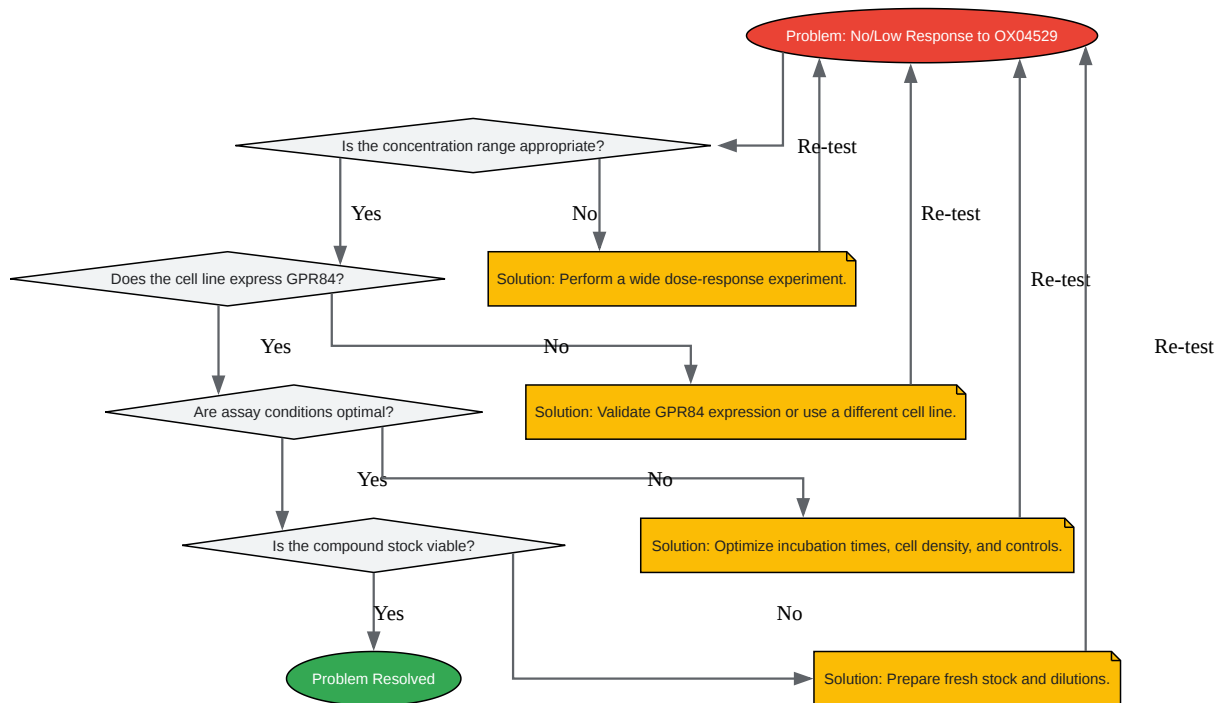 Problem: No/Low Response to OX04529
Is the concentration range appropriate?
Re-test
Yes
No
Re-test
Does the cell line express GPR84?
Solution: Perform a wide dose-response experiment.
Re-test
Yes
No
Re-test
Are assay conditions optimal?
Solution: Validate GPR84 expression or use a different cell line.
Yes
No
Is the compound stock viable?
Solution: Optimize incubation times, cell density, and controls.
Yes
No
Problem Resolved
Solution: Prepare fresh stock and dilutions.